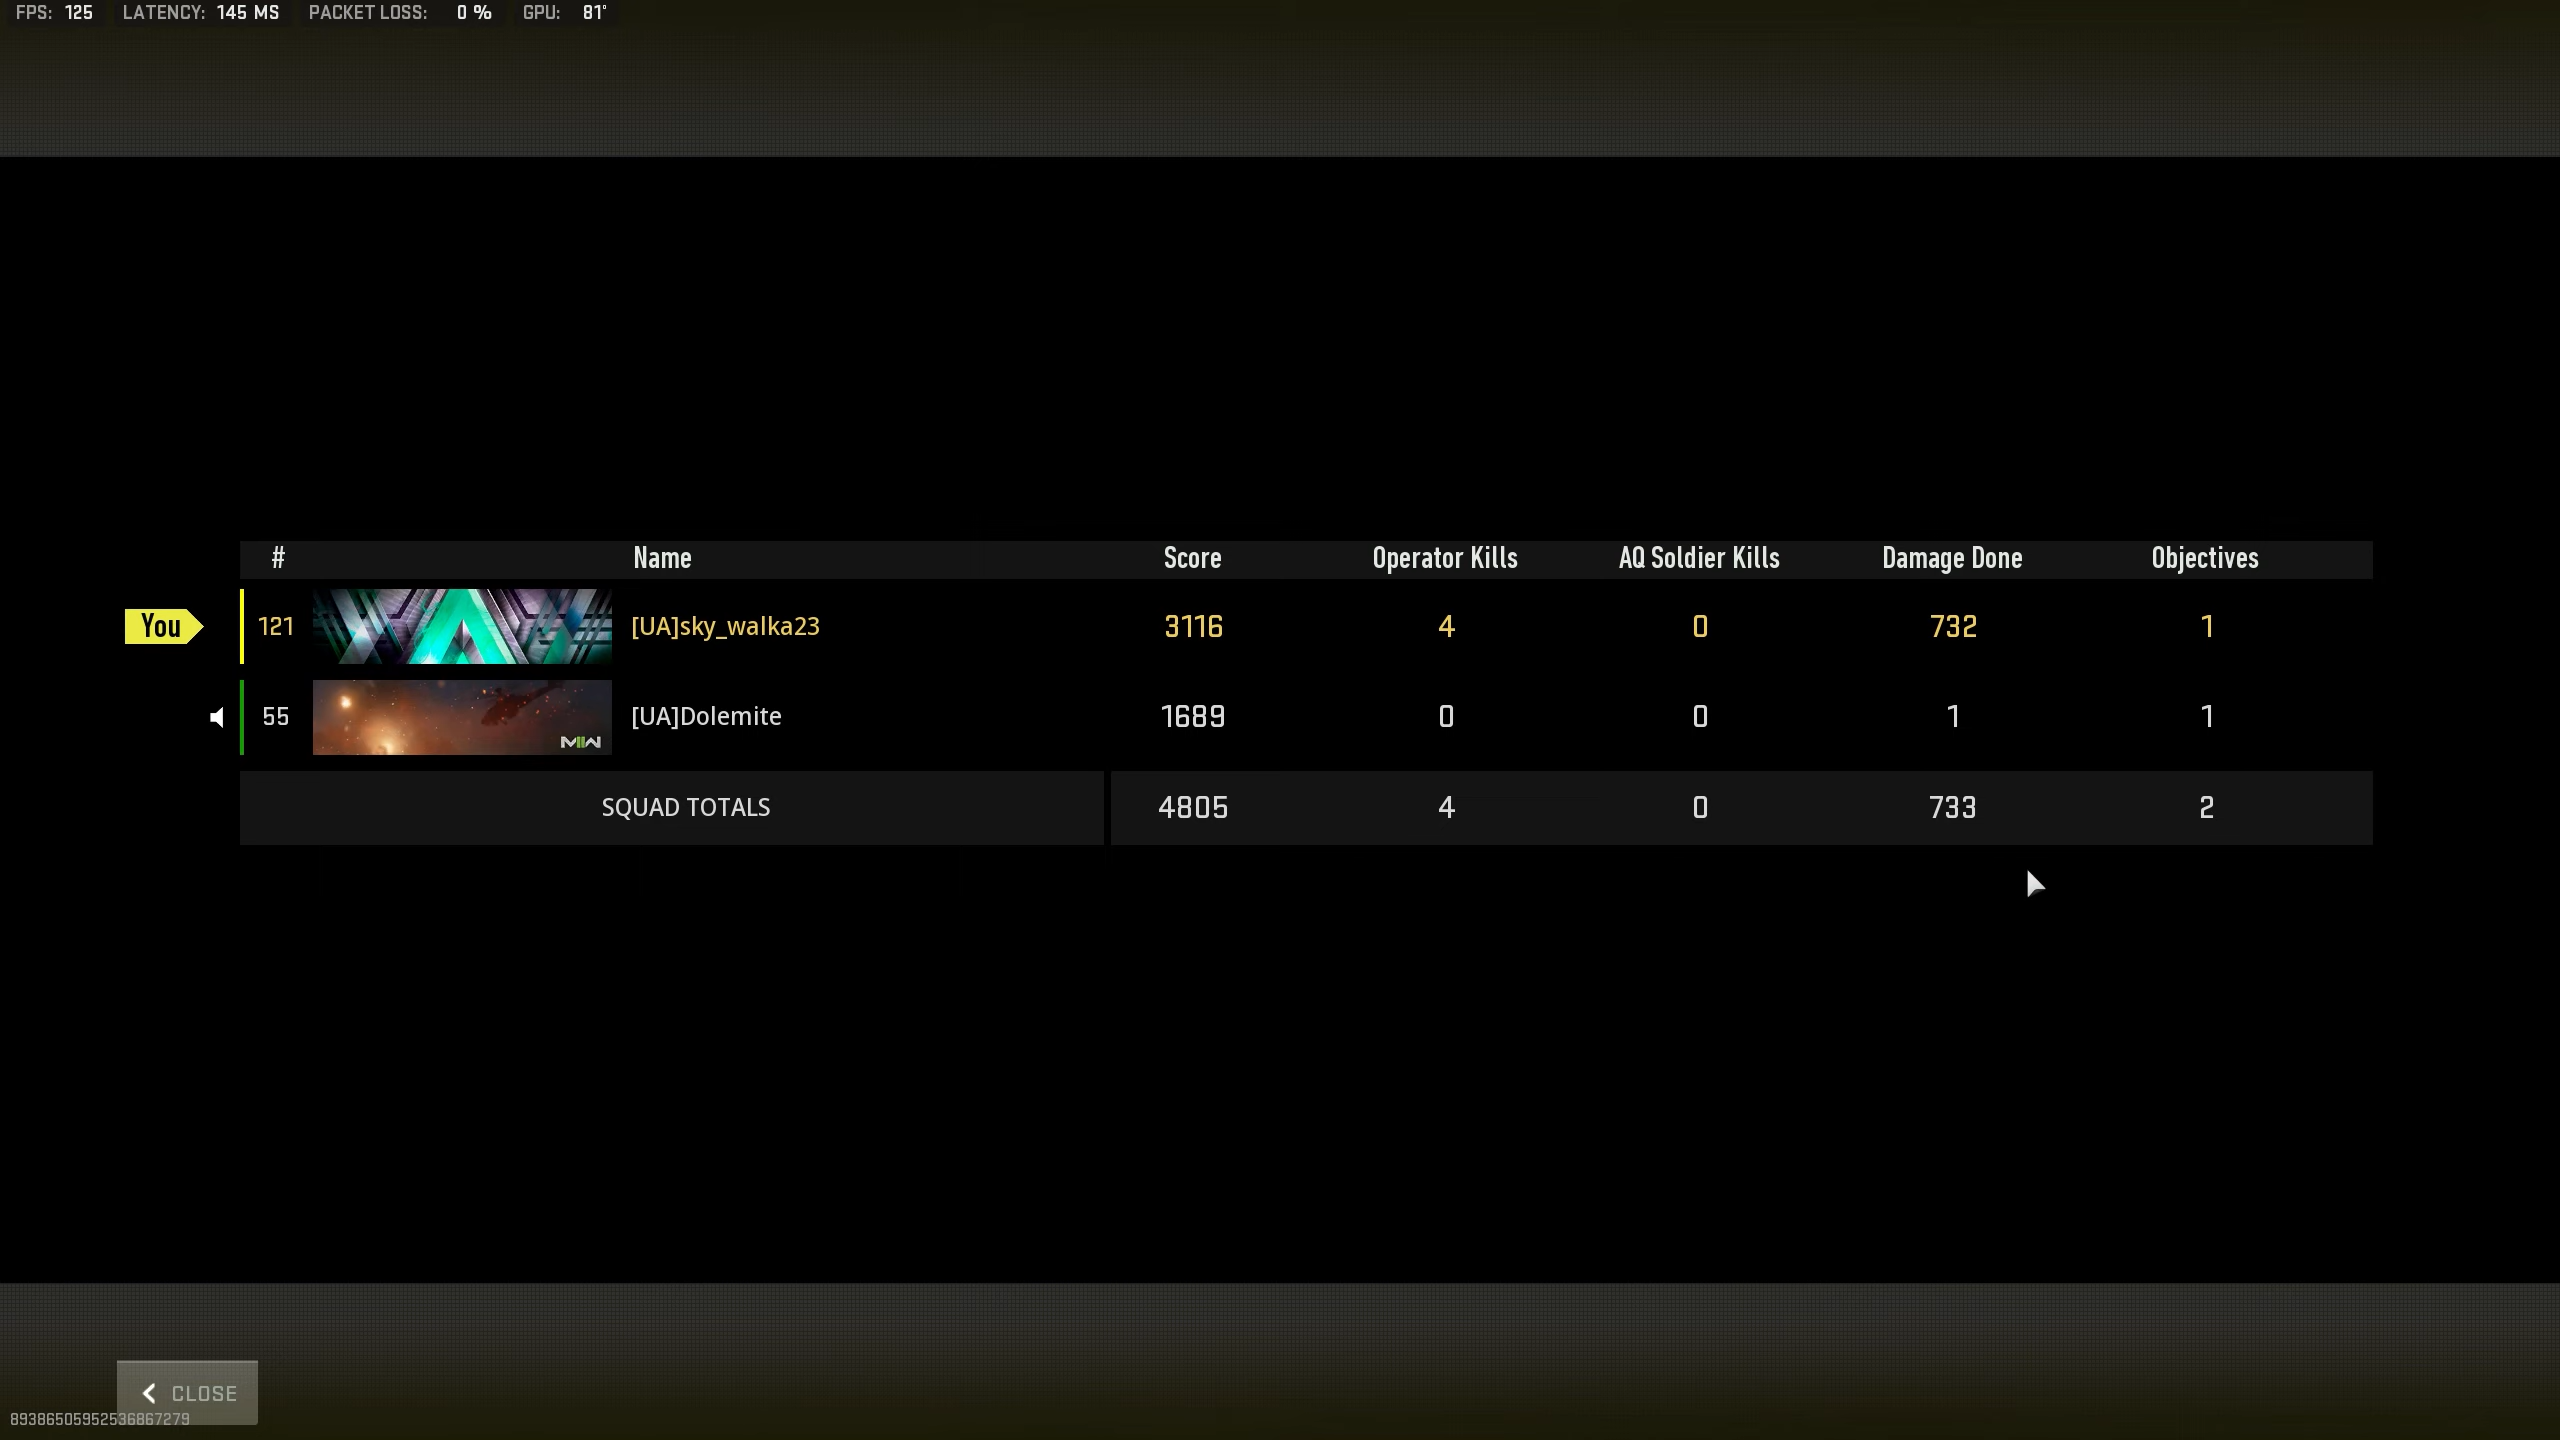 FPS: 125 LATENCY: 145 MS PACKET LOSS: 0 % GPU: 81°
# Name Score Operator Kills AQ Soldier Kills Damage Done Objectives
You 121 [UA]sky_walka23 3116 4 0 732 1
55 MWII [UA]Dolemite 1689 0 0 1 1
SQUAD TOTALS 4805 4 0 733 2
CLOSE
89386505952536867279